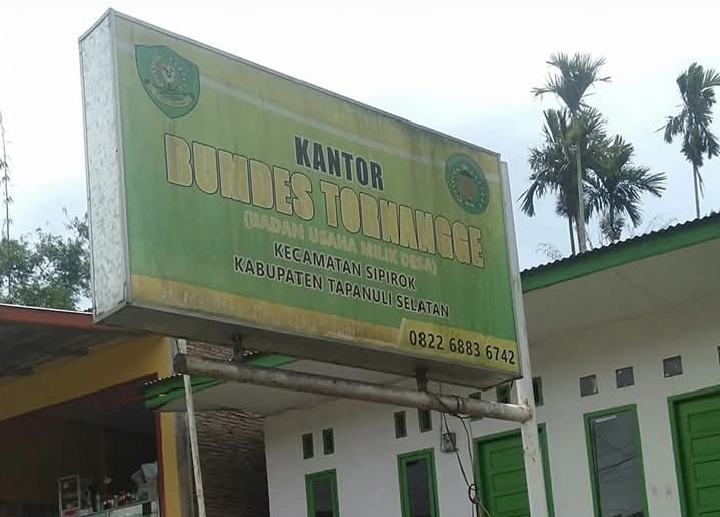 KANTOR
BUMDES TORNANGGE
(BADAN USAHA MILIK DESA)
KECAMATAN SIPIROK
KABUPATEN TAPANULI SELATAN
0822 6883 6742